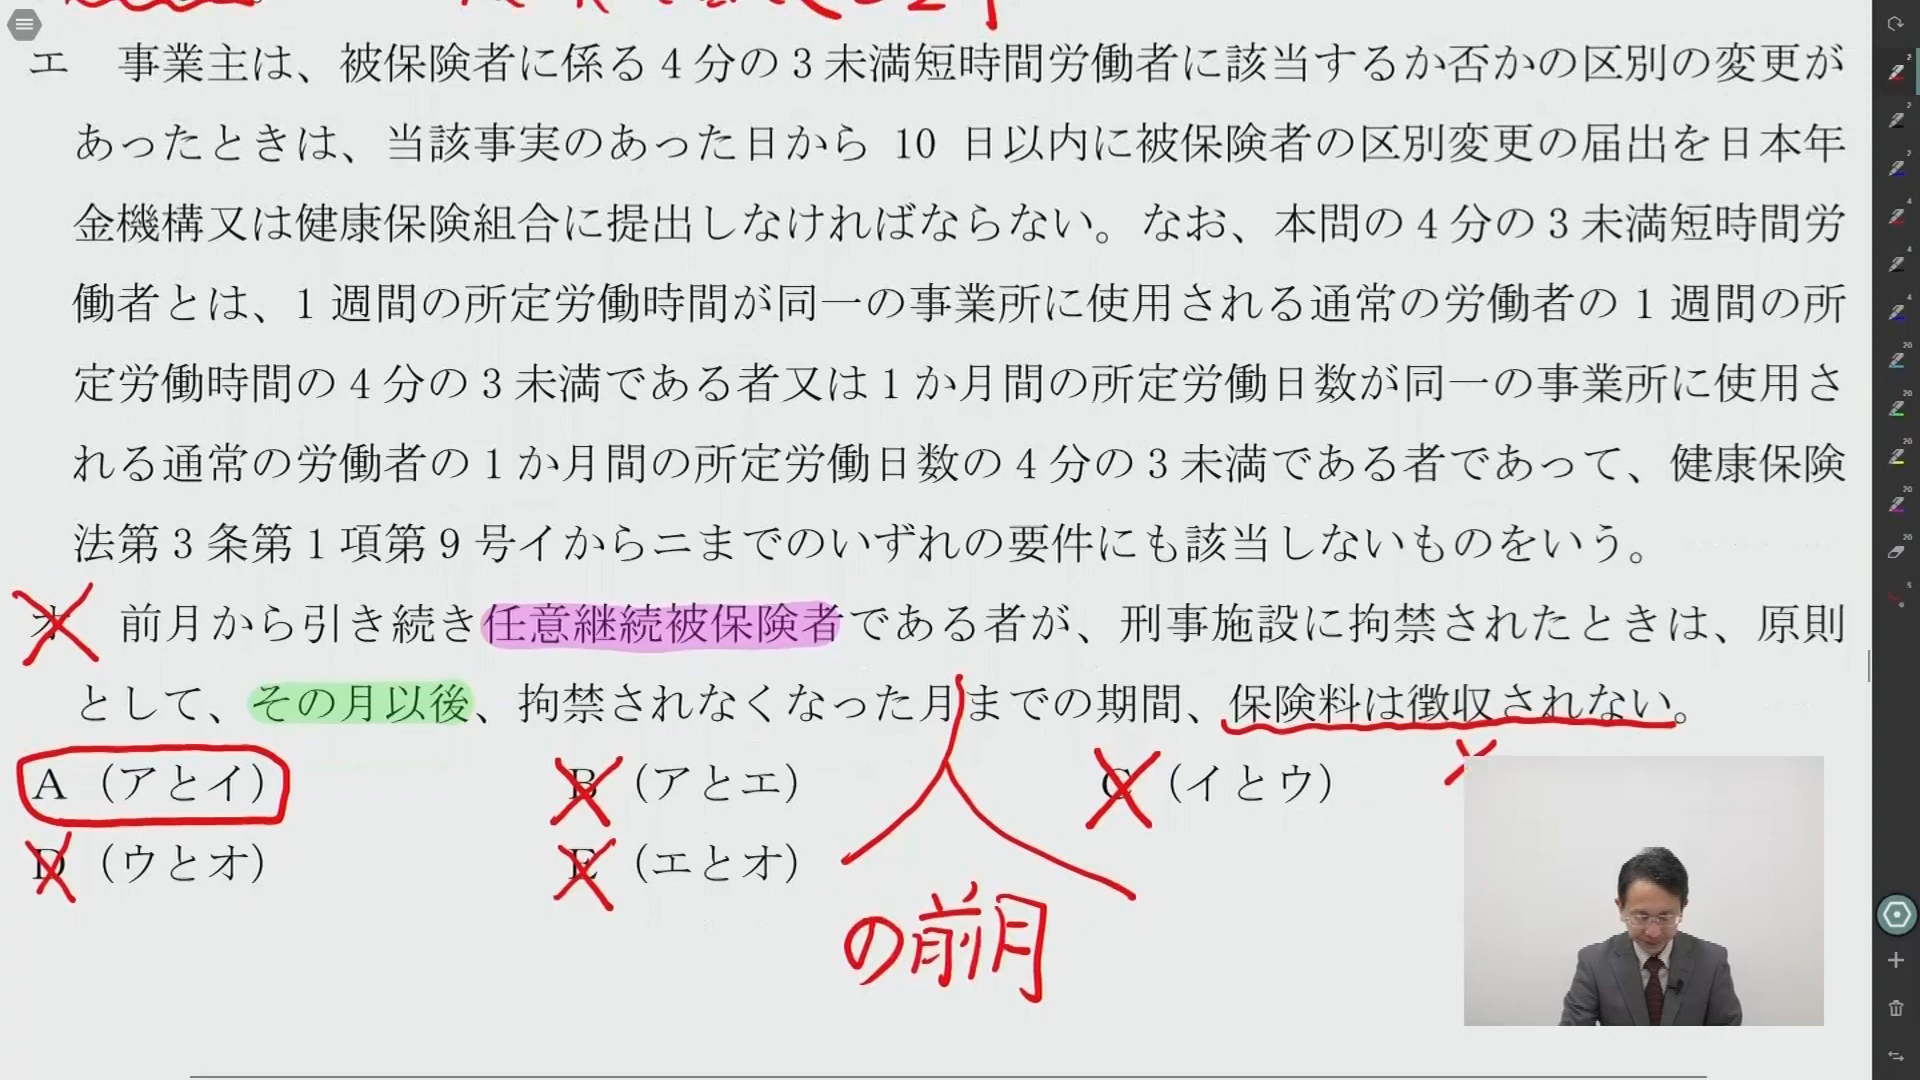 エ 事業主は、被保険者に係る4分の3未満短時間労働者に該当するか否かの区別の変更が
あったときは、当該事実のあった日から 10 日以内に被保険者の区別変更の届出を日本年
金機構又は健康保険組合に提出しなければならない。なお、本問の4分の3未満短時間労
働者とは、1週間の所定労働時間が同一の事業所に使用される通常の労働者の1週間の所
定労働時間の4分の3未満である者又は1か月間の所定労働日数が同一の事業所に使用さ
れる通常の労働者の1か月間の所定労働日数の4分の3未満である者であって、健康保険
法第3条第1項第9号イからニまでのいずれの要件にも該当しないものをいう。
オ 前月から引き続き任意継続被保険者である者が、刑事施設に拘禁されたときは、原則
として、その月以後、拘禁されなくなった月までの期間、保険料は徴収されない。
A（アとイ） B（アとエ） C（イとウ）
D（ウとオ） E（エとオ）
の前月